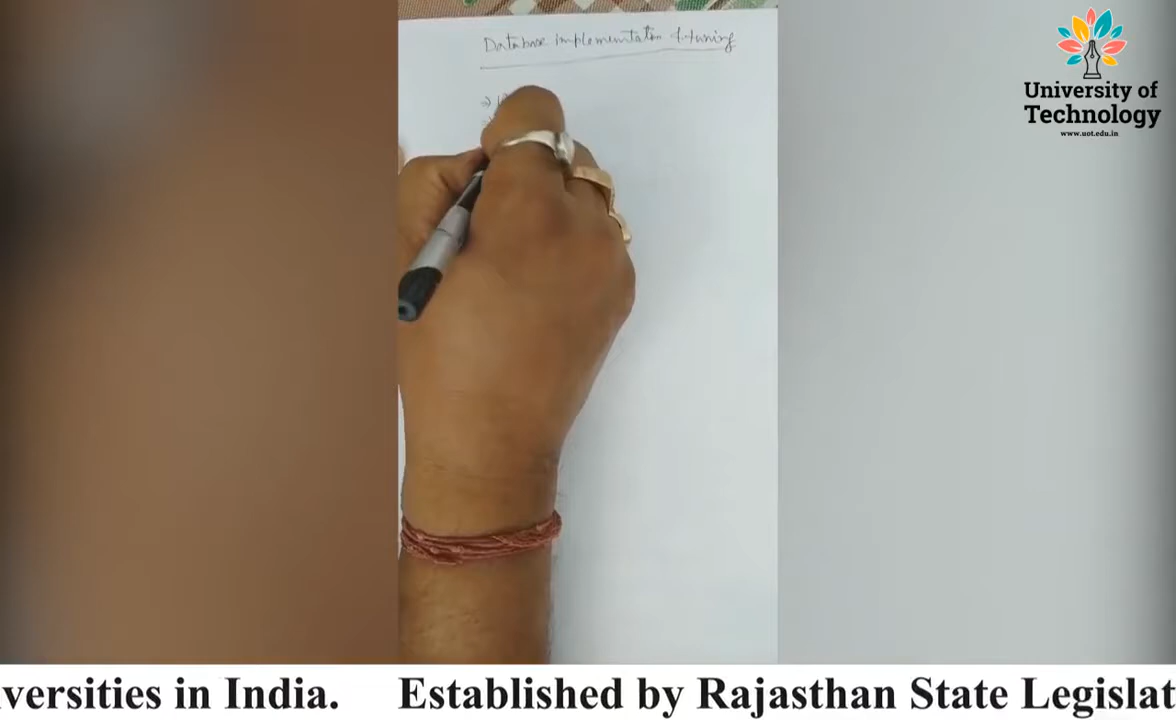 Database implementation & tuning
University of
Technology
www.uot.edu.in
versities in India. Established by Rajasthan State Legislat